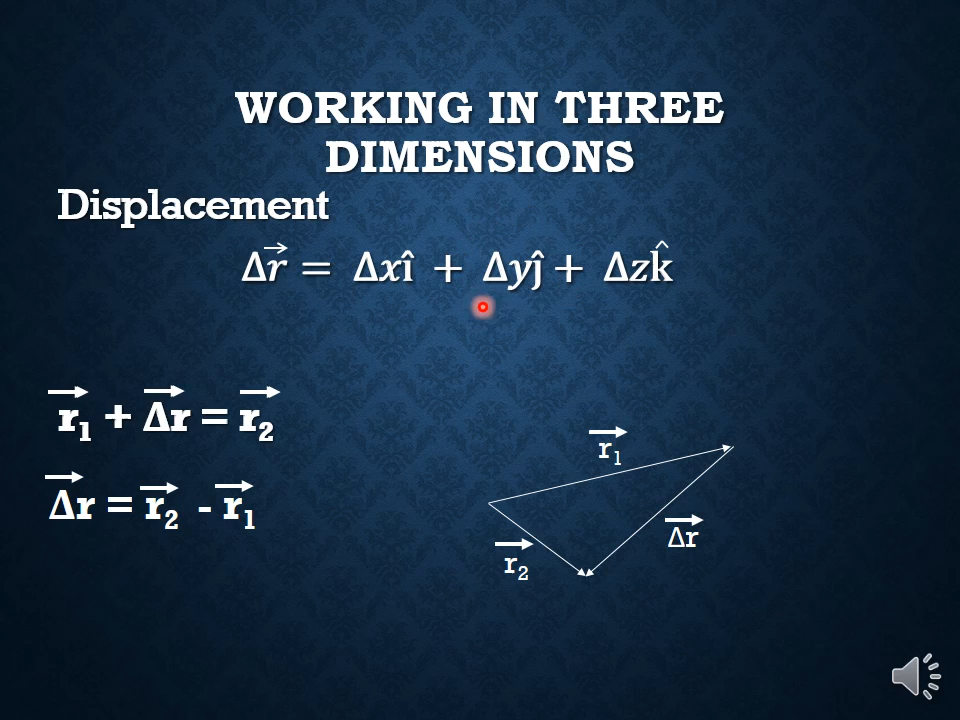 WORKING IN THREE
DIMENSIONS
Displacement
Δr⃗ = Δxî + Δyĵ + Δzk̂
r⃗₁ + Δr⃗ = r⃗₂
Δr⃗ = r⃗₂ - r⃗₁
r⃗₁
Δr⃗
r⃗₂